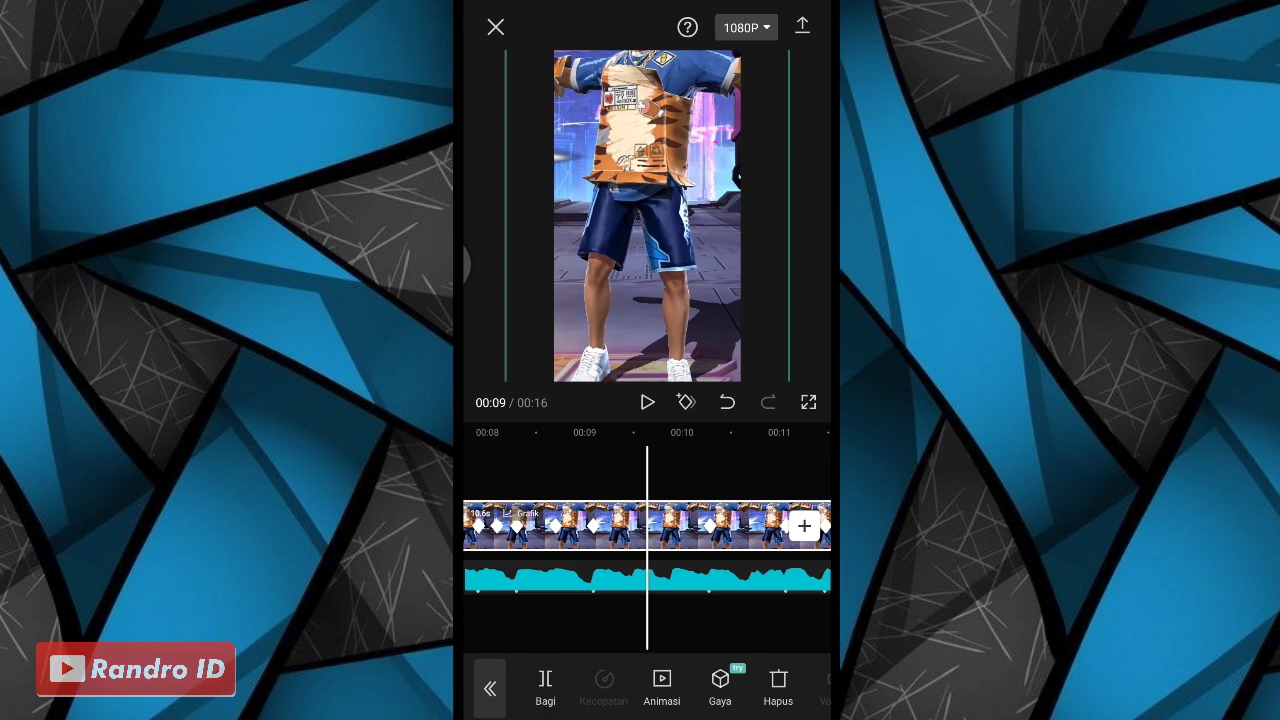 1080P
00:09 / 00:16
00:08
00:09
00:10
00:11
10.6s
Grafik
try
Bagi
Kecepatan
Animasi
Gaya
Hapus
Randro ID